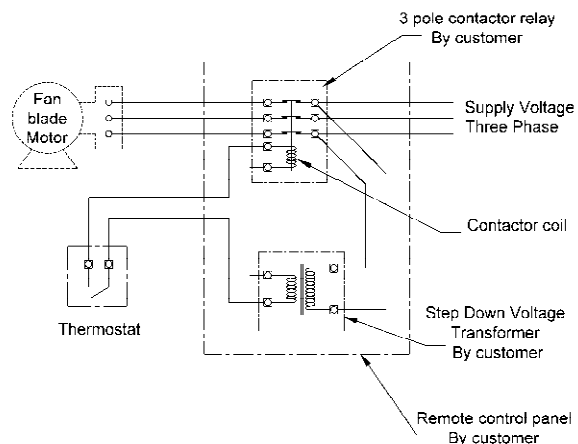 3 pole contactor relay
By customer
Fan
blade
Motor
Supply Voltage
Three Phase
Contactor coil
Thermostat
Step Down Voltage
Transformer
By customer
Remote control panel
By customer